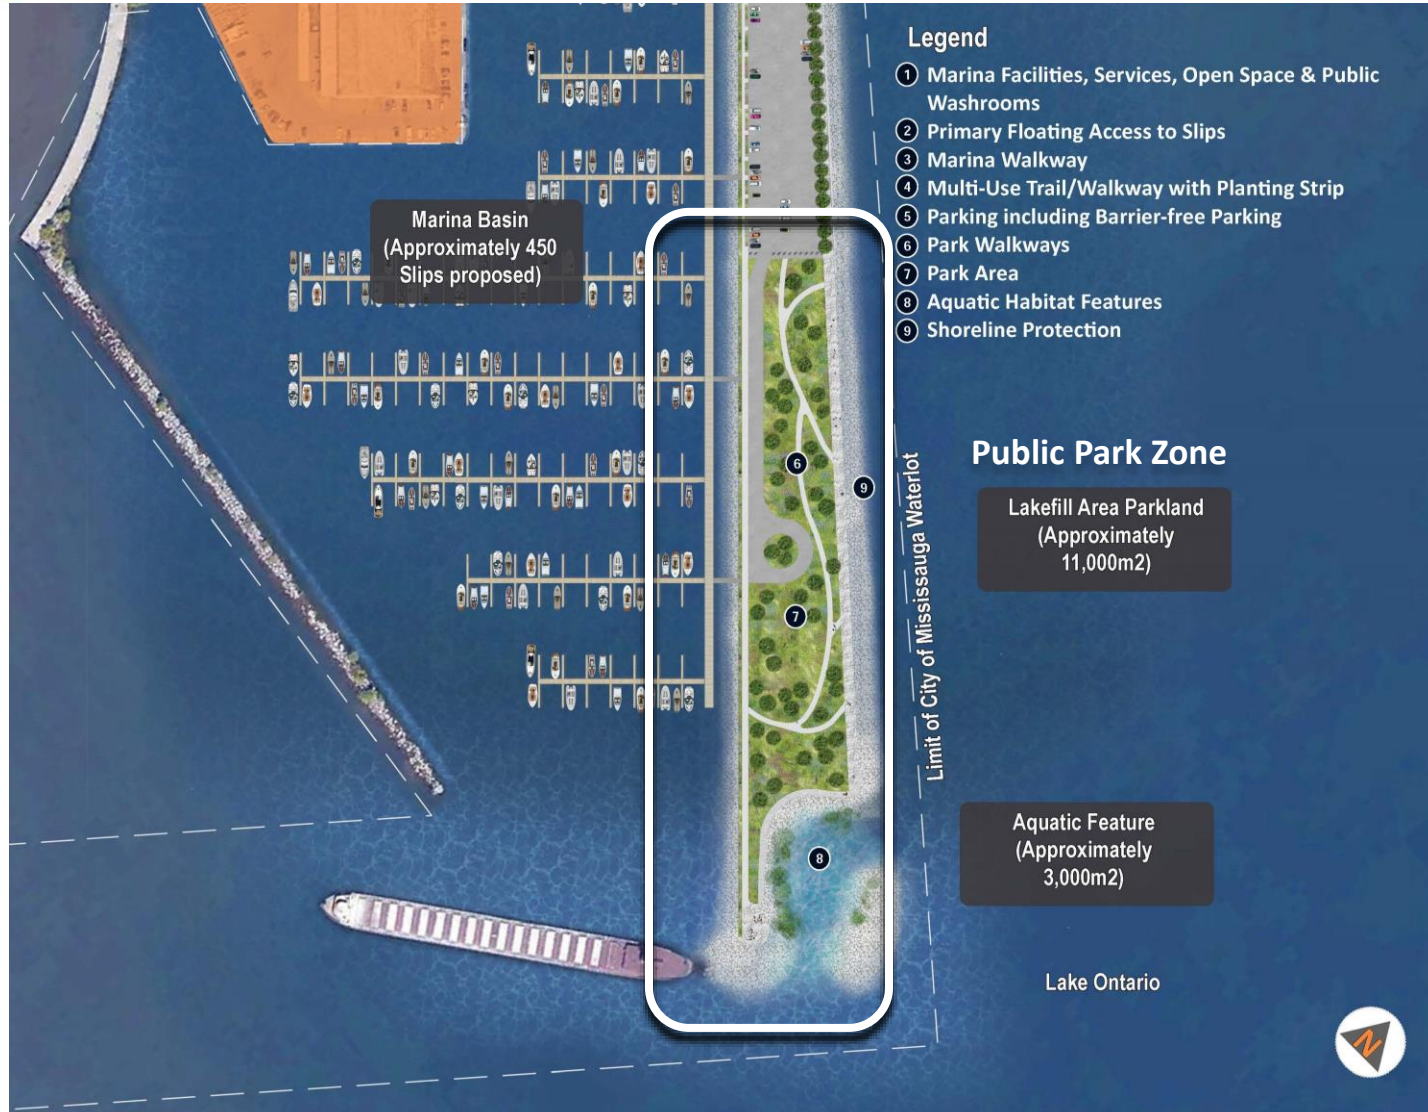 Legend
1 Marina Facilities, Services, Open Space & Public
Washrooms
2 Primary Floating Access to Slips
3 Marina Walkway
4 Multi-Use Trail/Walkway with Planting Strip
5 Parking including Barrier-free Parking
6 Park Walkways
7 Park Area
8 Aquatic Habitat Features
9 Shoreline Protection
Marina Basin
(Approximately 450
Slips proposed)
6
9
7
8
Limit of City of Mississauga Waterlot
Public Park Zone
Lakefill Area Parkland
(Approximately
11,000m2)
Aquatic Feature
(Approximately
3,000m2)
Lake Ontario
N